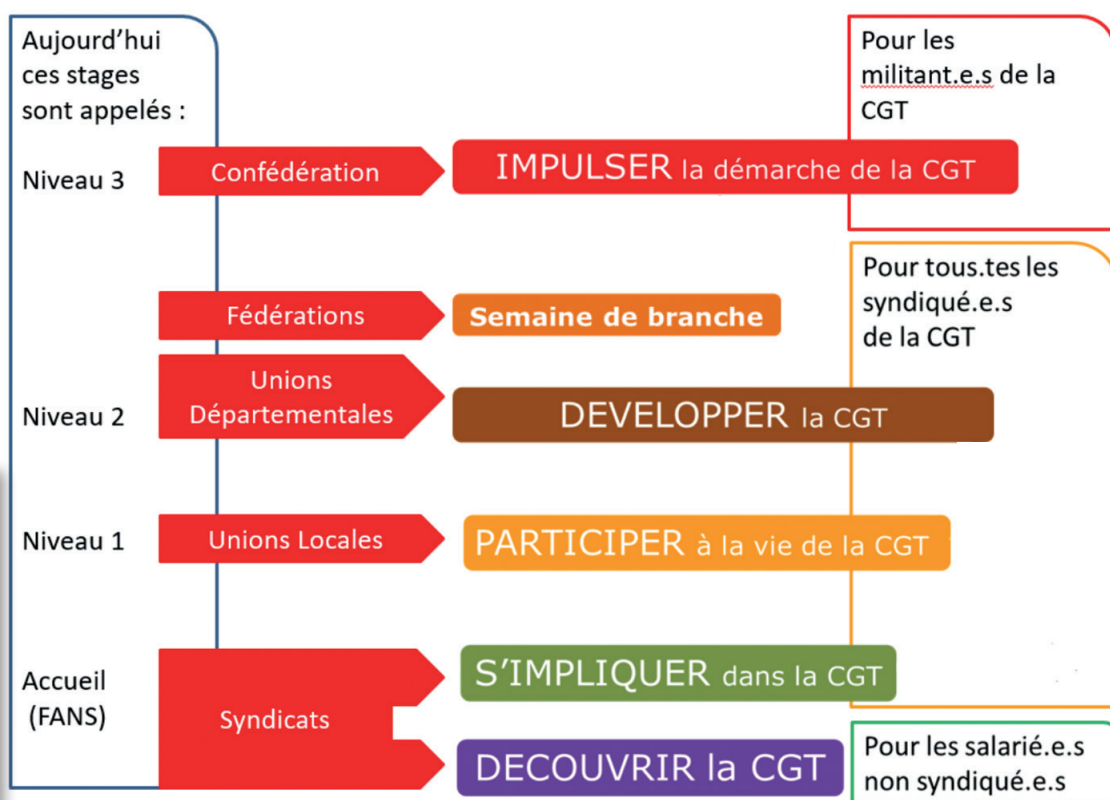 Aujourd'hui
ces stages
sont appelés :
Pour les
militant.e.s de la
CGT
Niveau 3
Confédération
IMPULSER la démarche de la CGT
Pour tous.tes les
syndiqué.e.s
de la CGT
Fédérations
Semaine de branche
Niveau 2
Unions
Départementales
DEVELOPPER la CGT
Niveau 1
Unions Locales
PARTICIPER à la vie de la CGT
Accueil
(FANS)
Syndicats
S'IMPLIQUER dans la CGT
DECOUVRIR la CGT
Pour les salarié.e.s
non syndiqué.e.s